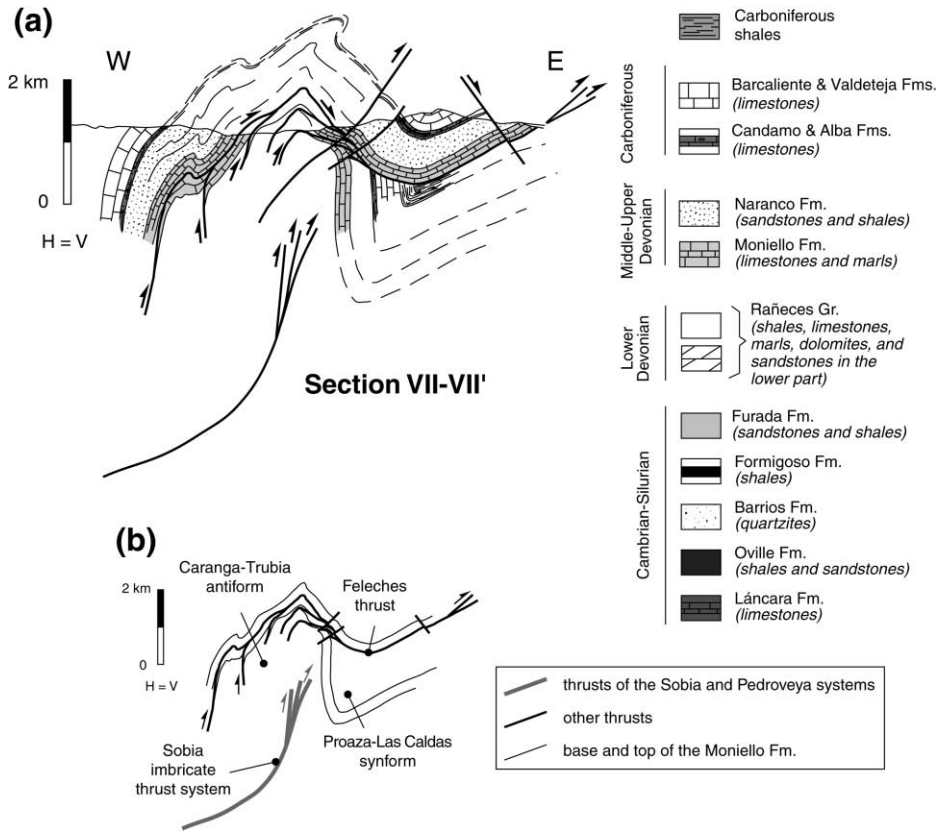 (a)
W
E
2 km
0
H = V
Section VII-VII'
Carboniferous
shales
Carboniferous
Barcaliente & Valdeteja Fms.
(limestones)
Candamo & Alba Fms.
(limestones)
Middle-Upper
Devonian
Naranco Fm.
(sandstones and shales)
Moniello Fm.
(limestones and marls)
Lower
Devonian
Rañeces Gr.
(shales, limestones,
marls, dolomites, and
sandstones in the
lower part)
Cambrian-Silurian
Furada Fm.
(sandstones and shales)
Formigoso Fm.
(shales)
Barrios Fm.
(quartzites)
Oville Fm.
(shales and sandstones)
Láncara Fm.
(limestones)
(b)
2 km
0
H = V
Caranga-Trubia
antiform
Feleches
thrust
Sobia
imbricate
thrust system
Proaza-Las Caldas
synform
thrusts of the Sobia and Pedroveya systems
other thrusts
base and top of the Moniello Fm.